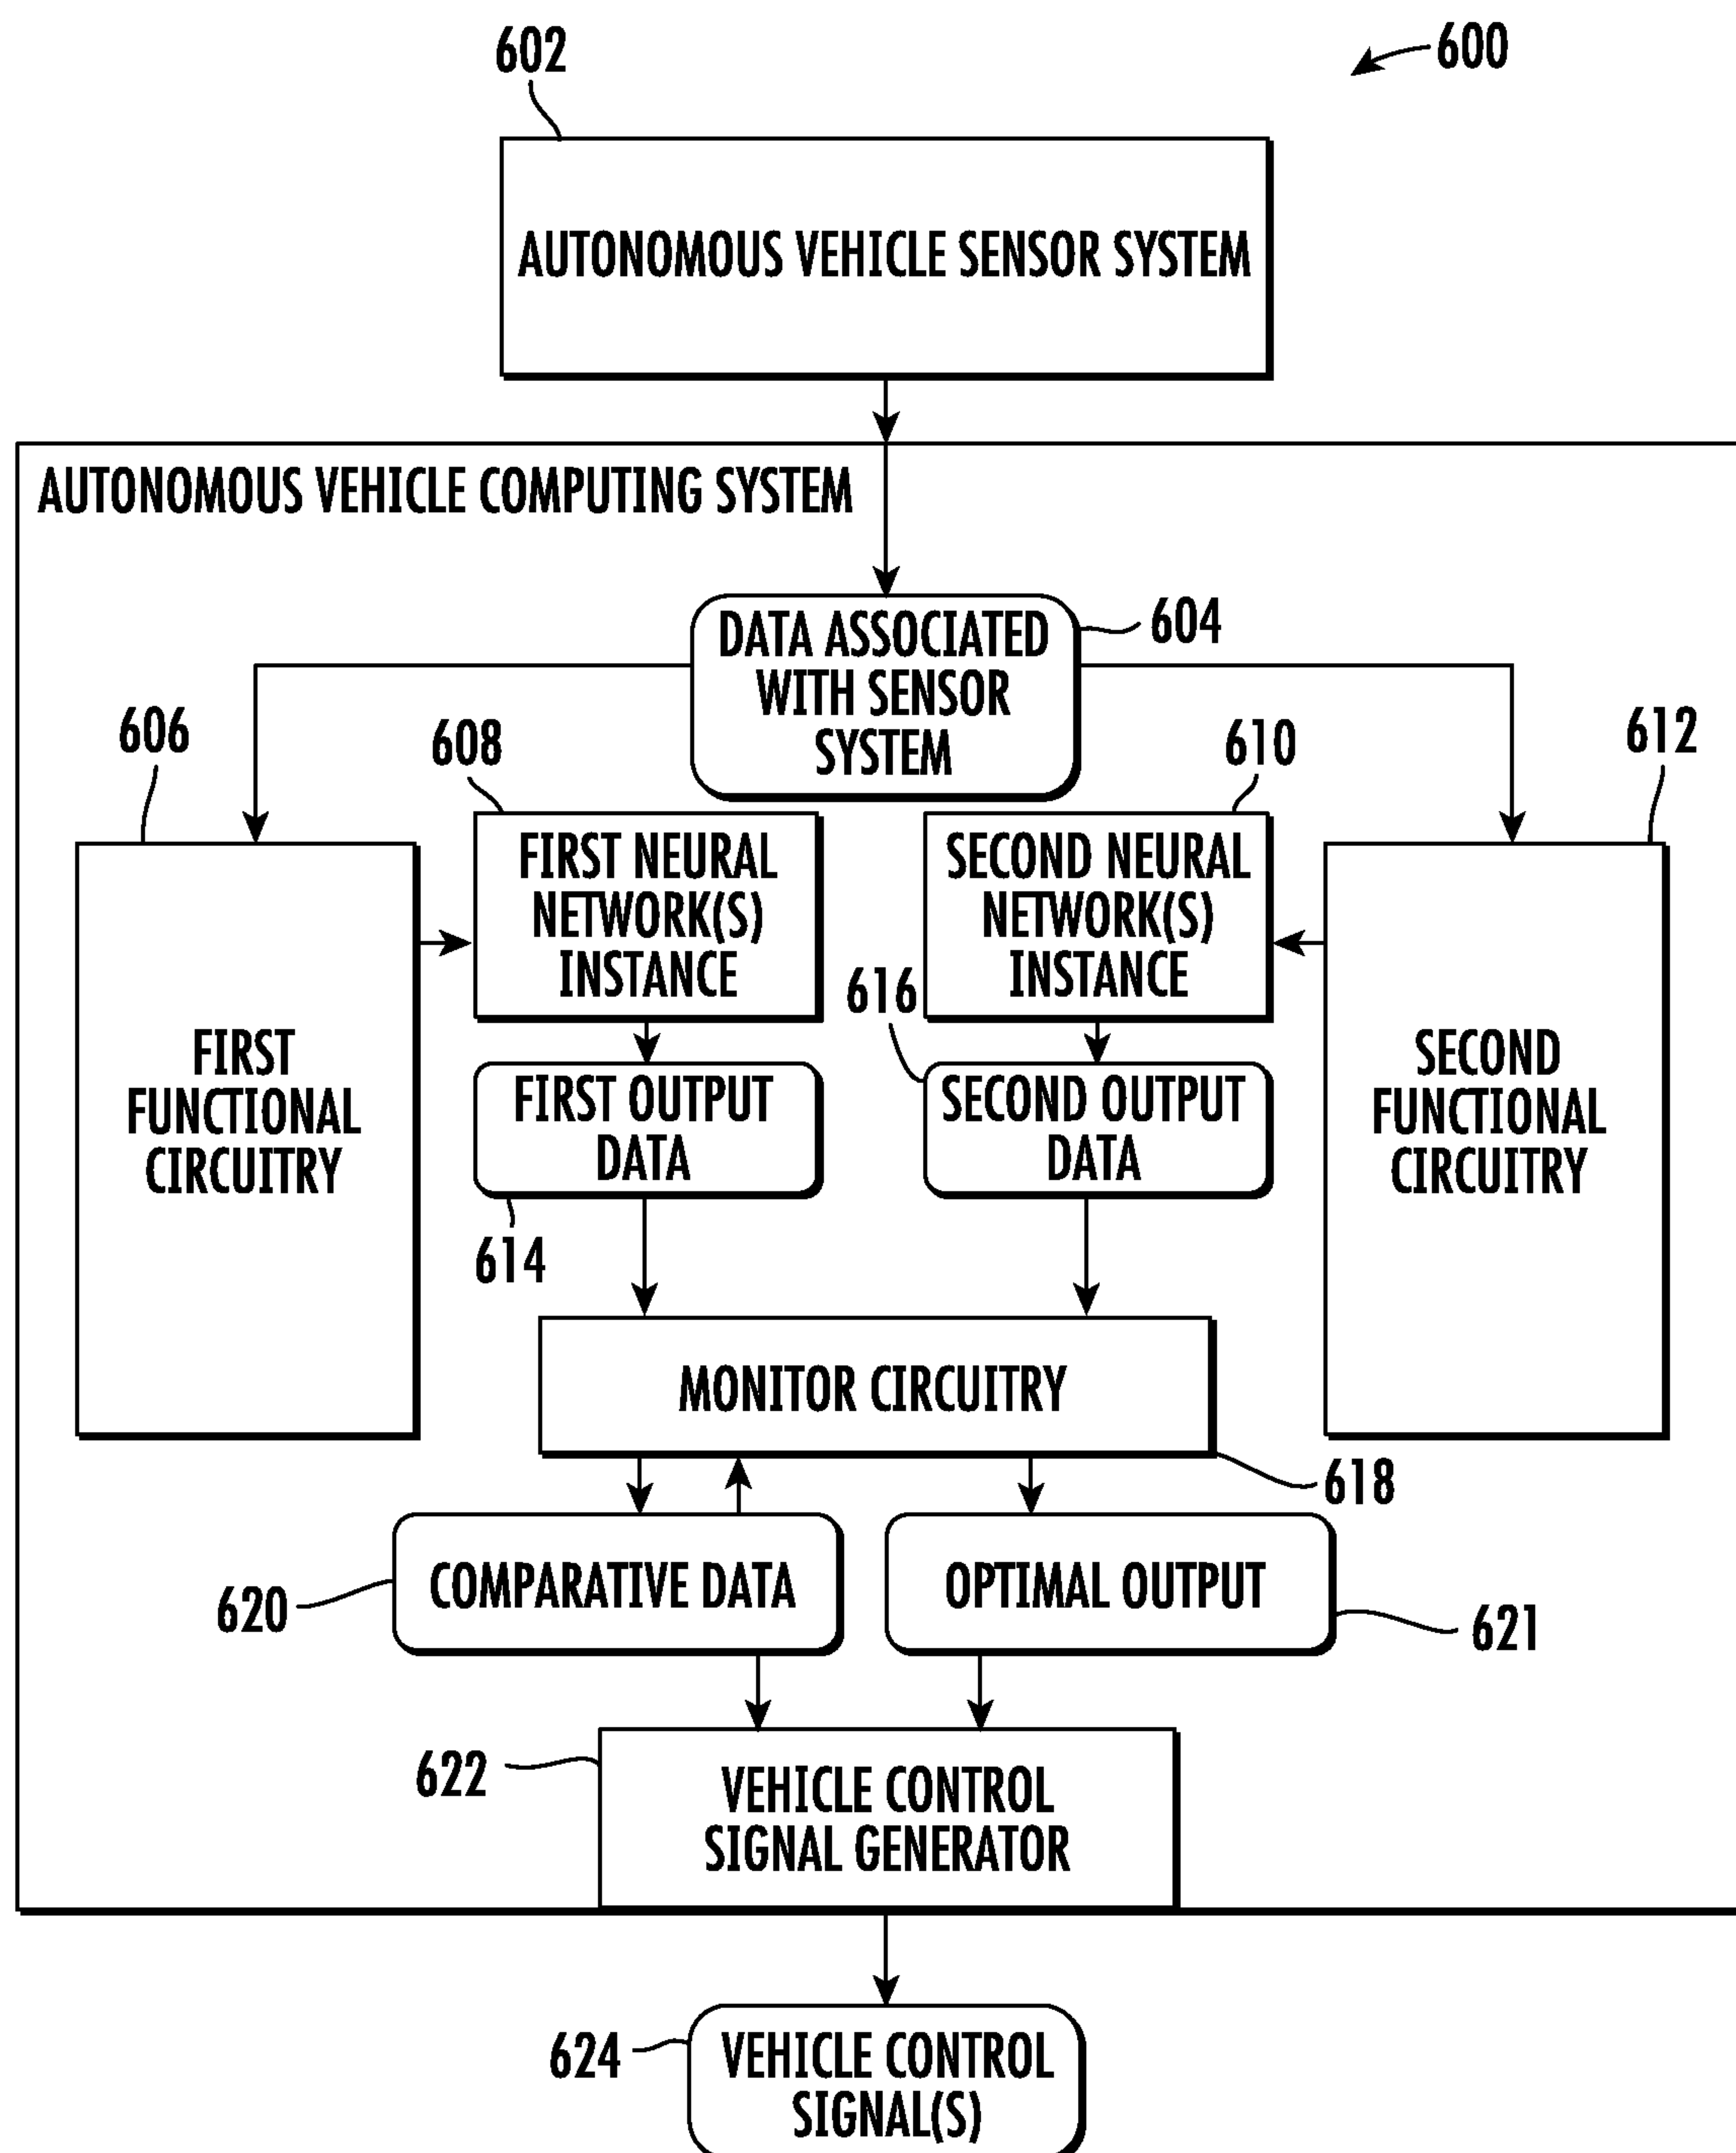 602
600
AUTONOMOUS VEHICLE SENSOR SYSTEM
AUTONOMOUS VEHICLE COMPUTING SYSTEM
DATA ASSOCIATED
WITH SENSOR
SYSTEM
604
606
608
610
612
FIRST NEURAL
NETWORK(S)
INSTANCE
SECOND NEURAL
NETWORK(S)
INSTANCE
616
FIRST
FUNCTIONAL
CIRCUITRY
SECOND
FUNCTIONAL
CIRCUITRY
FIRST OUTPUT
DATA
SECOND OUTPUT
DATA
614
MONITOR CIRCUITRY
618
COMPARATIVE DATA
OPTIMAL OUTPUT
620
621
622
VEHICLE CONTROL
SIGNAL GENERATOR
624
VEHICLE CONTROL
SIGNAL(S)